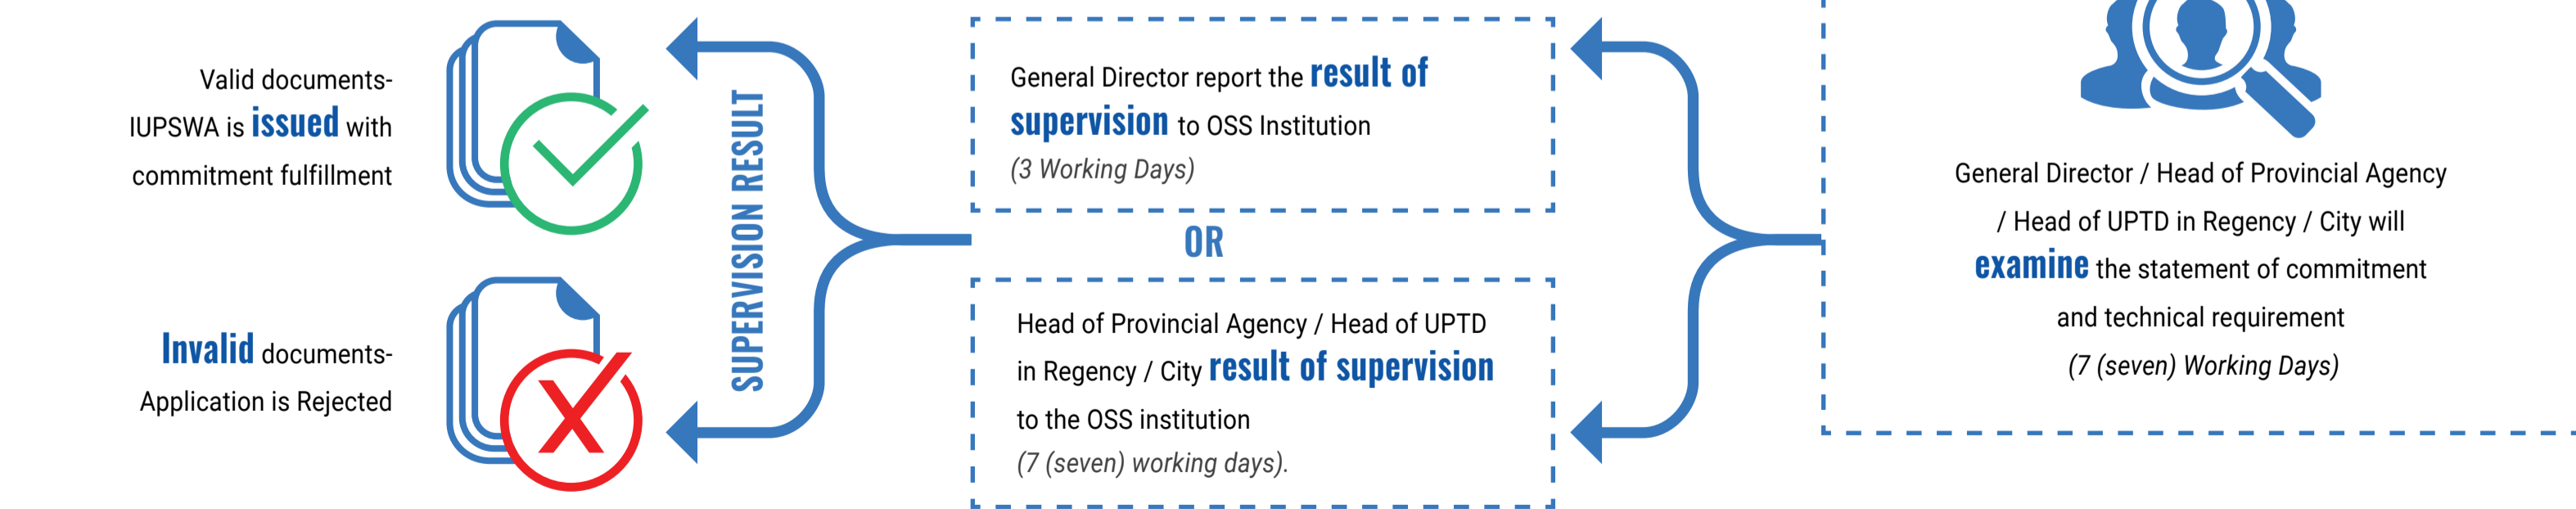 Valid documents-
IUPSWA is issued with
commitment fulfillment
Invalid documents-
Application is Rejected
SUPERVISION RESULT
General Director report the result of
supervision to OSS Institution
(3 Working Days)
OR
Head of Provincial Agency / Head of UPTD
in Regency / City result of supervision
to the OSS institution
(7 (seven) working days).
General Director / Head of Provincial Agency
/ Head of UPTD in Regency / City will
examine the statement of commitment
and technical requirement
(7 (seven) Working Days)